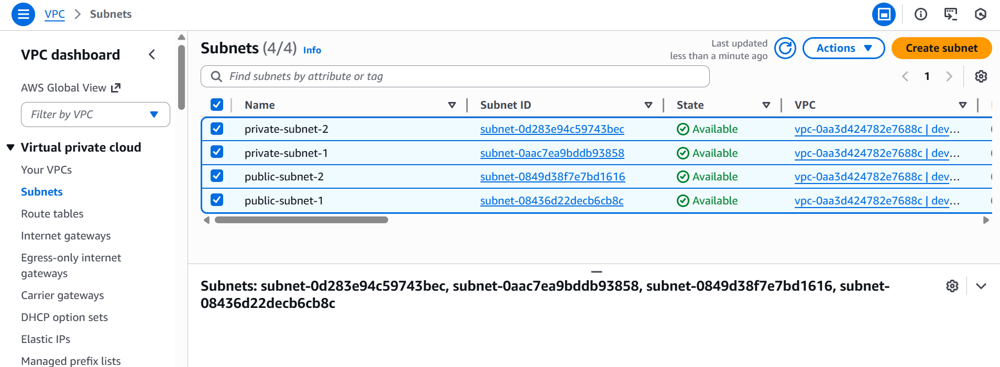 VPC > Subnets
VPC dashboard
AWS Global View
Filter by VPC
Virtual private cloud
Your VPCs
Subnets
Route tables
Internet gateways
Egress-only internet
gateways
Carrier gateways
DHCP option sets
Elastic IPs
Managed prefix lists
Subnets (4/4) Info
Last updated
less than a minute ago
Actions
Create subnet
Find subnets by attribute or tag
1
Name Subnet ID State VPC
private-subnet-2 subnet-0d283e94c59743bec Available vpc-0aa3d424782e7688c | dev...
private-subnet-1 subnet-0aac7ea9bddb93858 Available vpc-0aa3d424782e7688c | dev...
public-subnet-2 subnet-0849d38f7e7bd1616 Available vpc-0aa3d424782e7688c | dev...
public-subnet-1 subnet-08436d22decb6cb8c Available vpc-0aa3d424782e7688c | dev...
Subnets: subnet-0d283e94c59743bec, subnet-0aac7ea9bddb93858, subnet-0849d38f7e7bd1616, subnet-
08436d22decb6cb8c